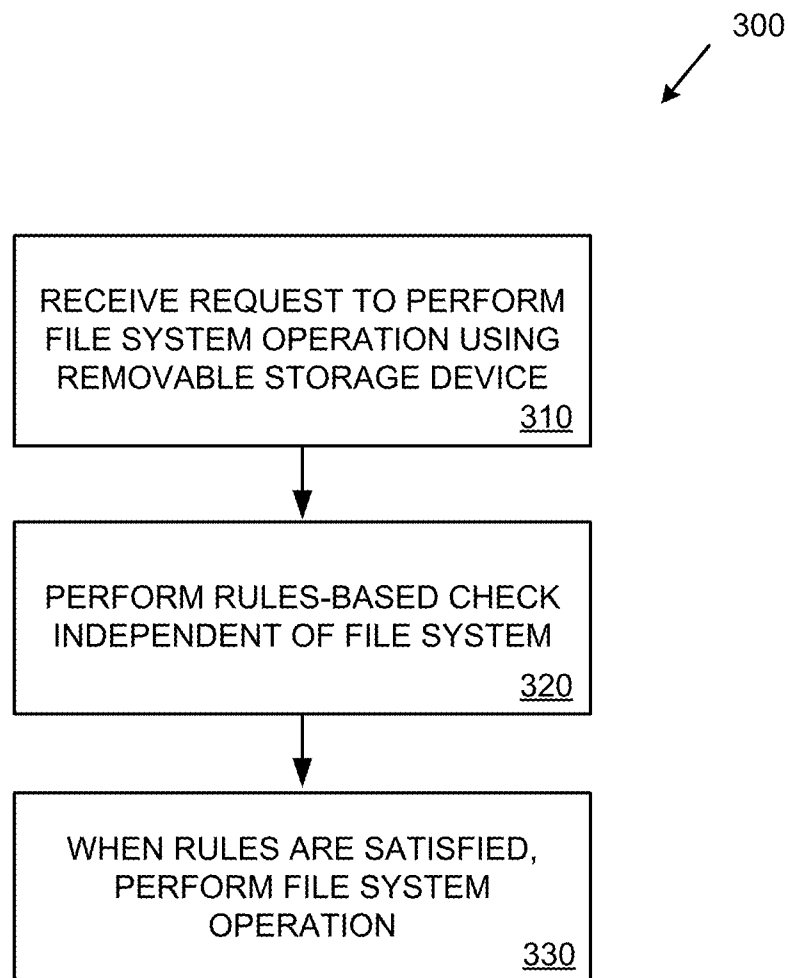 300
RECEIVE REQUEST TO PERFORM
FILE SYSTEM OPERATION USING
REMOVABLE STORAGE DEVICE
310
PERFORM RULES-BASED CHECK
INDEPENDENT OF FILE SYSTEM
320
WHEN RULES ARE SATISFIED,
PERFORM FILE SYSTEM
OPERATION
330